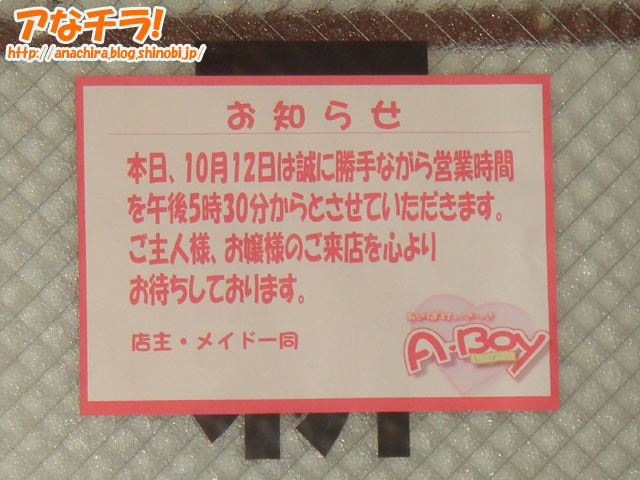 アなチラ!
http://anachira.blog.shinobi.jp/
お知らせ
本日、10月12日は誠に勝手ながら営業時間
を午後5時30分からとさせていただきます。
ご主人様、お嬢様のご来店を心より
お待ちしております。
店主・メイド一同
A・BOY